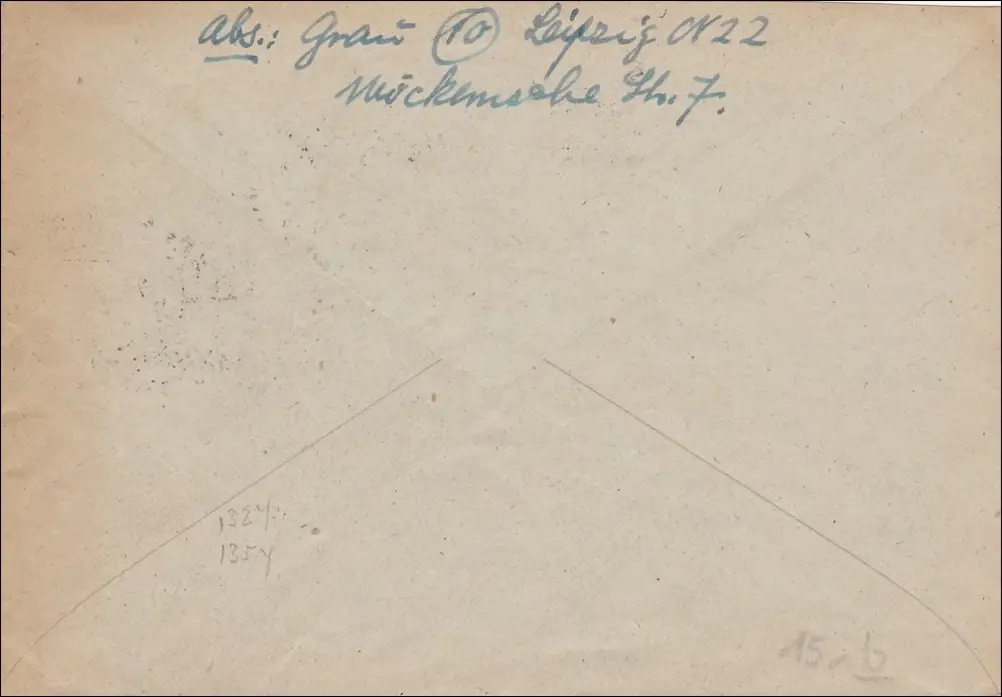 Abs.: Grau (10) Leipzig N22
Möckernsche Str. 7.
132y
135y
15.-b